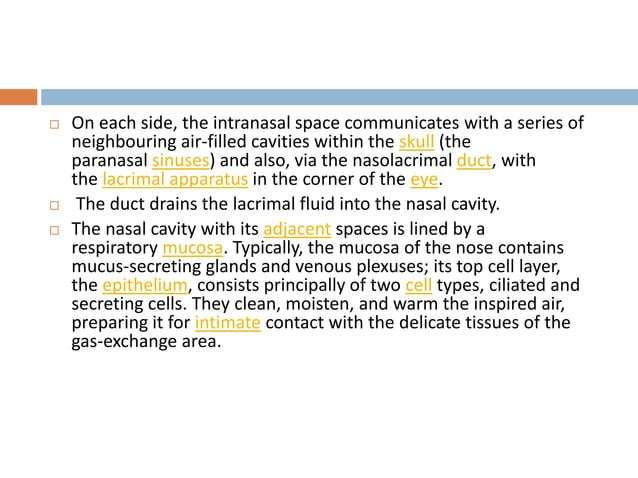 On each side, the intranasal space communicates with a series of
neighbouring air-filled cavities within the skull (the
paranasal sinuses) and also, via the nasolacrimal duct, with
the lacrimal apparatus in the corner of the eye.
The duct drains the lacrimal fluid into the nasal cavity.
The nasal cavity with its adjacent spaces is lined by a
respiratory mucosa. Typically, the mucosa of the nose contains
mucus-secreting glands and venous plexuses; its top cell layer,
the epithelium, consists principally of two cell types, ciliated and
secreting cells. They clean, moisten, and warm the inspired air,
preparing it for intimate contact with the delicate tissues of the
gas-exchange area.